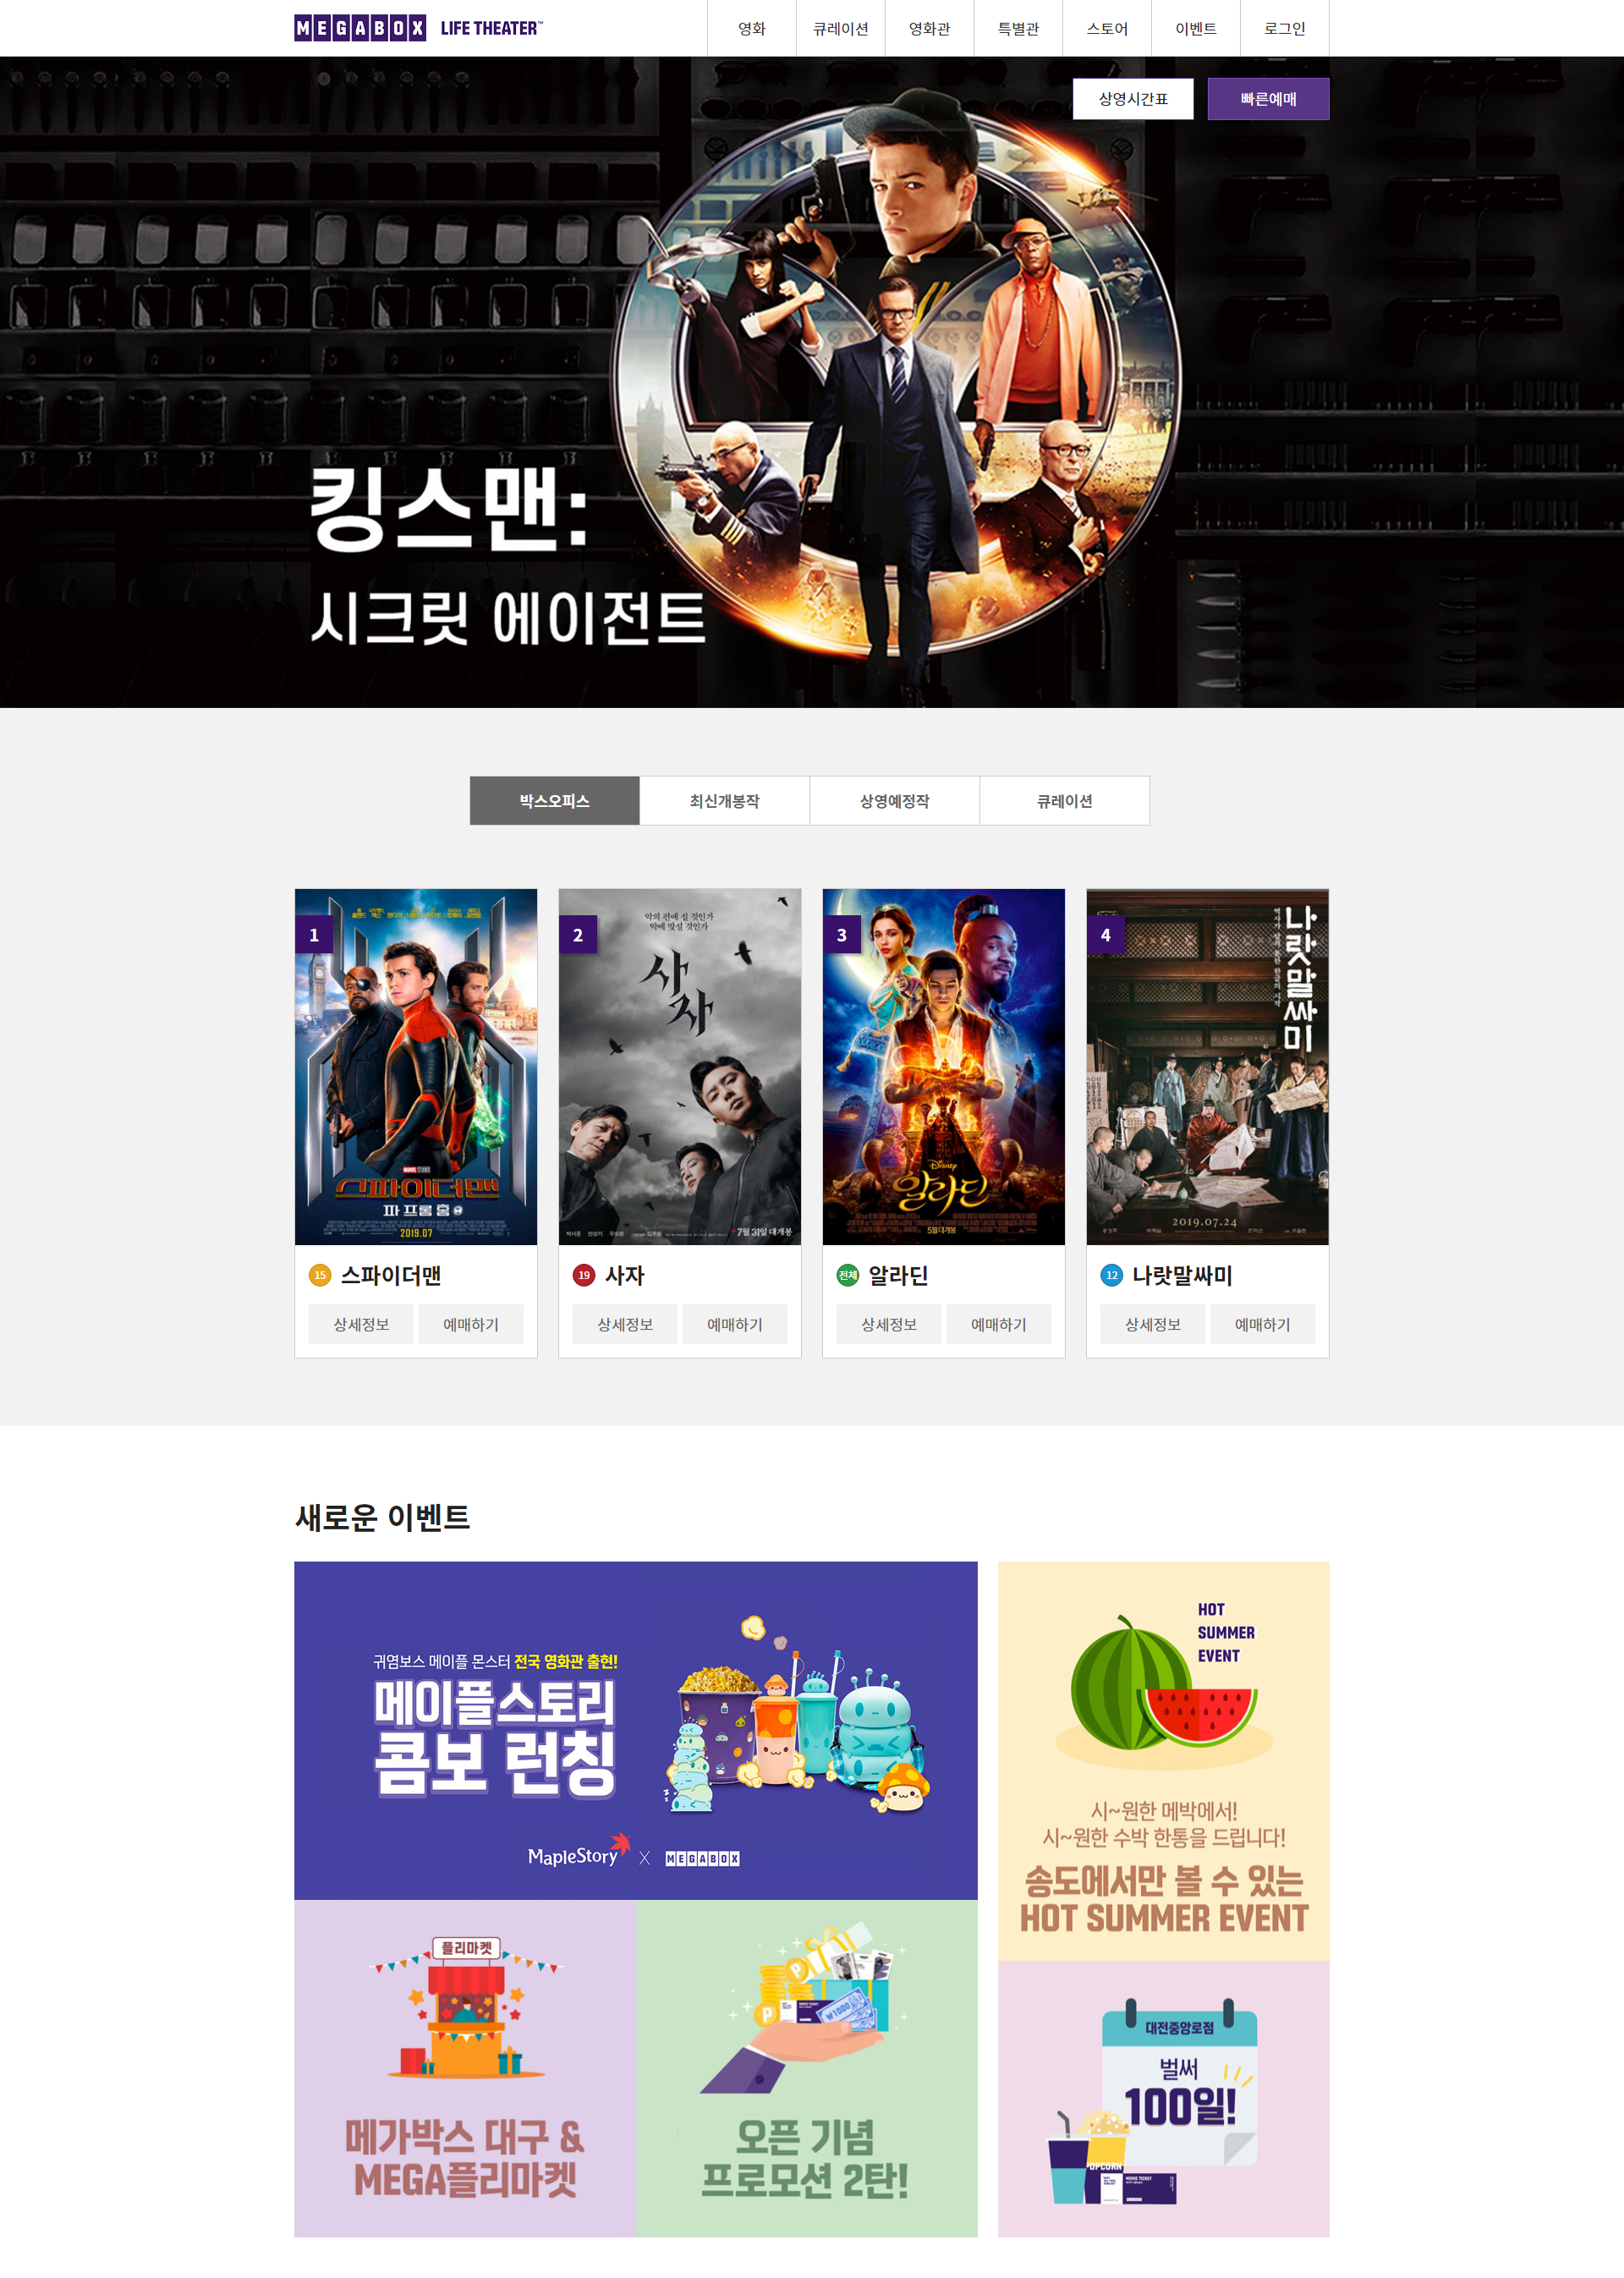 MEGABOX LIFE THEATER™
영화 큐레이션 영화관 특별관 스토어 이벤트 로그인
상영시간표 빠른예매
킹스맨:
시크릿 에이전트
박스오피스 최신개봉작 상영예정작 큐레이션
1
MARVEL STUDIOS
스파이더맨
파 프롬 홈
2019.07
15 스파이더맨
상세정보 예매하기
2
악의 편에 설 것인가
악에 맞설 것인가
사자
7월 31일 대개봉
19 사자
상세정보 예매하기
3
Disney
알라딘
5월 대개봉
전체 알라딘
상세정보 예매하기
4
나랏말싸미
2019.07.24
12 나랏말싸미
상세정보 예매하기
새로운 이벤트
귀염보스 메이플 몬스터 전국 영화관 출현!
메이플스토리
콤보 런칭
MapleStory X MEGABOX
HOT
SUMMER
EVENT
시~원한 메박에서!
시~원한 수박 한통을 드립니다!
송도에서만 볼 수 있는
HOT SUMMER EVENT
플리마켓
메가박스 대구 &
MEGA플리마켓
P
₩1000
오픈 기념
프로모션 2탄!
대전중앙로점
벌써
100일!
POPCORN
MOVIE TICKET